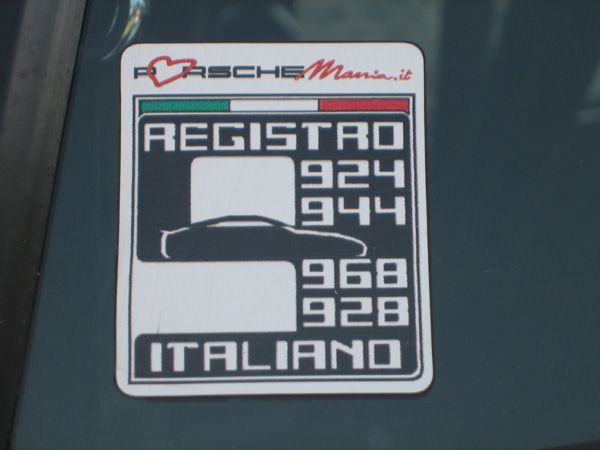 PORSCHEMania.it
REGISTRO
924
944
968
928
ITALIANO